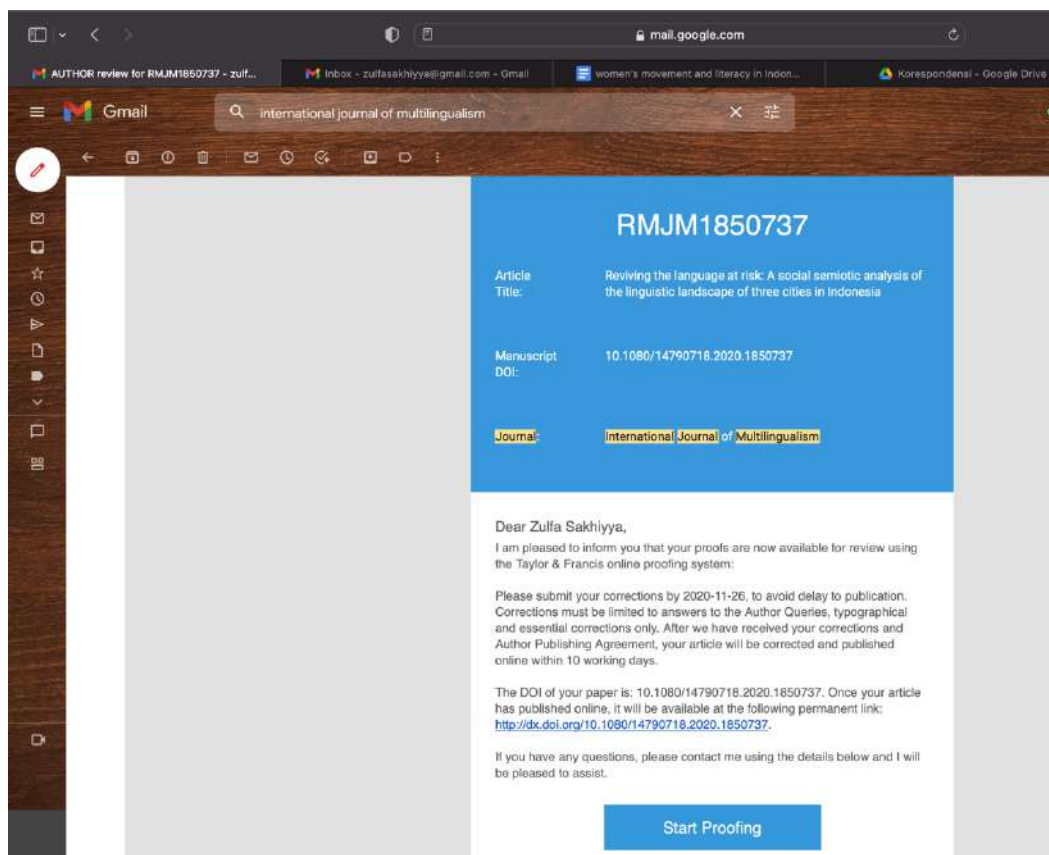 mail.google.com
AUTHOR review for RMJM1850737 - zulf...
Inbox - zulfasakhiyya@gmail.com - Gmail
women's movement and literacy in Indon...
Korespondensi - Google Drive
Gmail
international journal of multilingualism
RMJM1850737
Article Title:
Reviving the language at risk: A social semiotic analysis of
the linguistic landscape of three cities in Indonesia
Manuscript DOI:
10.1080/14790718.2020.1850737
Journal:
International Journal of Multilingualism
Dear Zulfa Sakhiyya,
I am pleased to inform you that your proofs are now available for review using
the Taylor & Francis online proofing system:
Please submit your corrections by 2020-11-26, to avoid delay to publication.
Corrections must be limited to answers to the Author Queries, typographical
and essential corrections only. After we have received your corrections and
Author Publishing Agreement, your article will be corrected and published
online within 10 working days.
The DOI of your paper is: 10.1080/14790718.2020.1850737. Once your article
has published online, it will be available at the following permanent link:
http://dx.doi.org/10.1080/14790718.2020.1850737.
If you have any questions, please contact me using the details below and I will
be pleased to assist.
Start Proofing